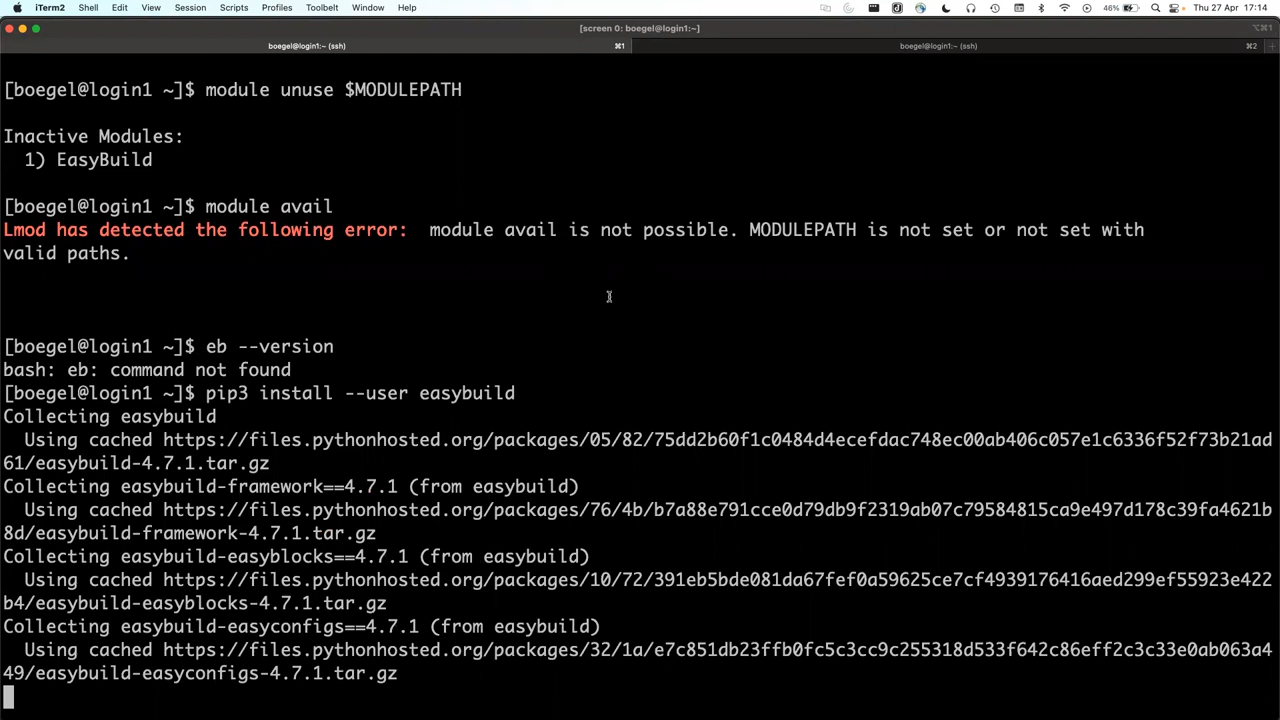 iTerm2 Shell Edit View Session Scripts Profiles Toolbelt Window Help 46% Thu 27 Apr 17:14
[screen 0: boegel@login1:~ (ssh)] ⌥⌘1
boegel@login1:~ (ssh) ⌘1 boegel@login1:~ (ssh) ⌘2 +
[boegel@login1 ~]$ module unuse $MODULEPATH
Inactive Modules:
1) EasyBuild
[boegel@login1 ~]$ module avail
Lmod has detected the following error:  module avail is not possible. MODULEPATH is not set or not set with
valid paths.
[boegel@login1 ~]$ eb --version
bash: eb: command not found
[boegel@login1 ~]$ pip3 install --user easybuild
Collecting easybuild
Using cached https://files.pythonhosted.org/packages/05/82/75dd2b60f1c0484d4ecefdac748ec00ab406c057e1c6336f52f73b21ad
61/easybuild-4.7.1.tar.gz
Collecting easybuild-framework==4.7.1 (from easybuild)
Using cached https://files.pythonhosted.org/packages/76/4b/b7a88e791cce0d79db9f2319ab07c79584815ca9e497d178c39fa4621b
8d/easybuild-framework-4.7.1.tar.gz
Collecting easybuild-easyblocks==4.7.1 (from easybuild)
Using cached https://files.pythonhosted.org/packages/10/72/391eb5bde081da67fef0a59625ce7cf4939176416aed299ef55923e422
b4/easybuild-easyblocks-4.7.1.tar.gz
Collecting easybuild-easyconfigs==4.7.1 (from easybuild)
Using cached https://files.pythonhosted.org/packages/32/1a/e7c851db23ffb0fc5c3cc9c255318d533f642c86eff2c3c33e0ab063a4
49/easybuild-easyconfigs-4.7.1.tar.gz